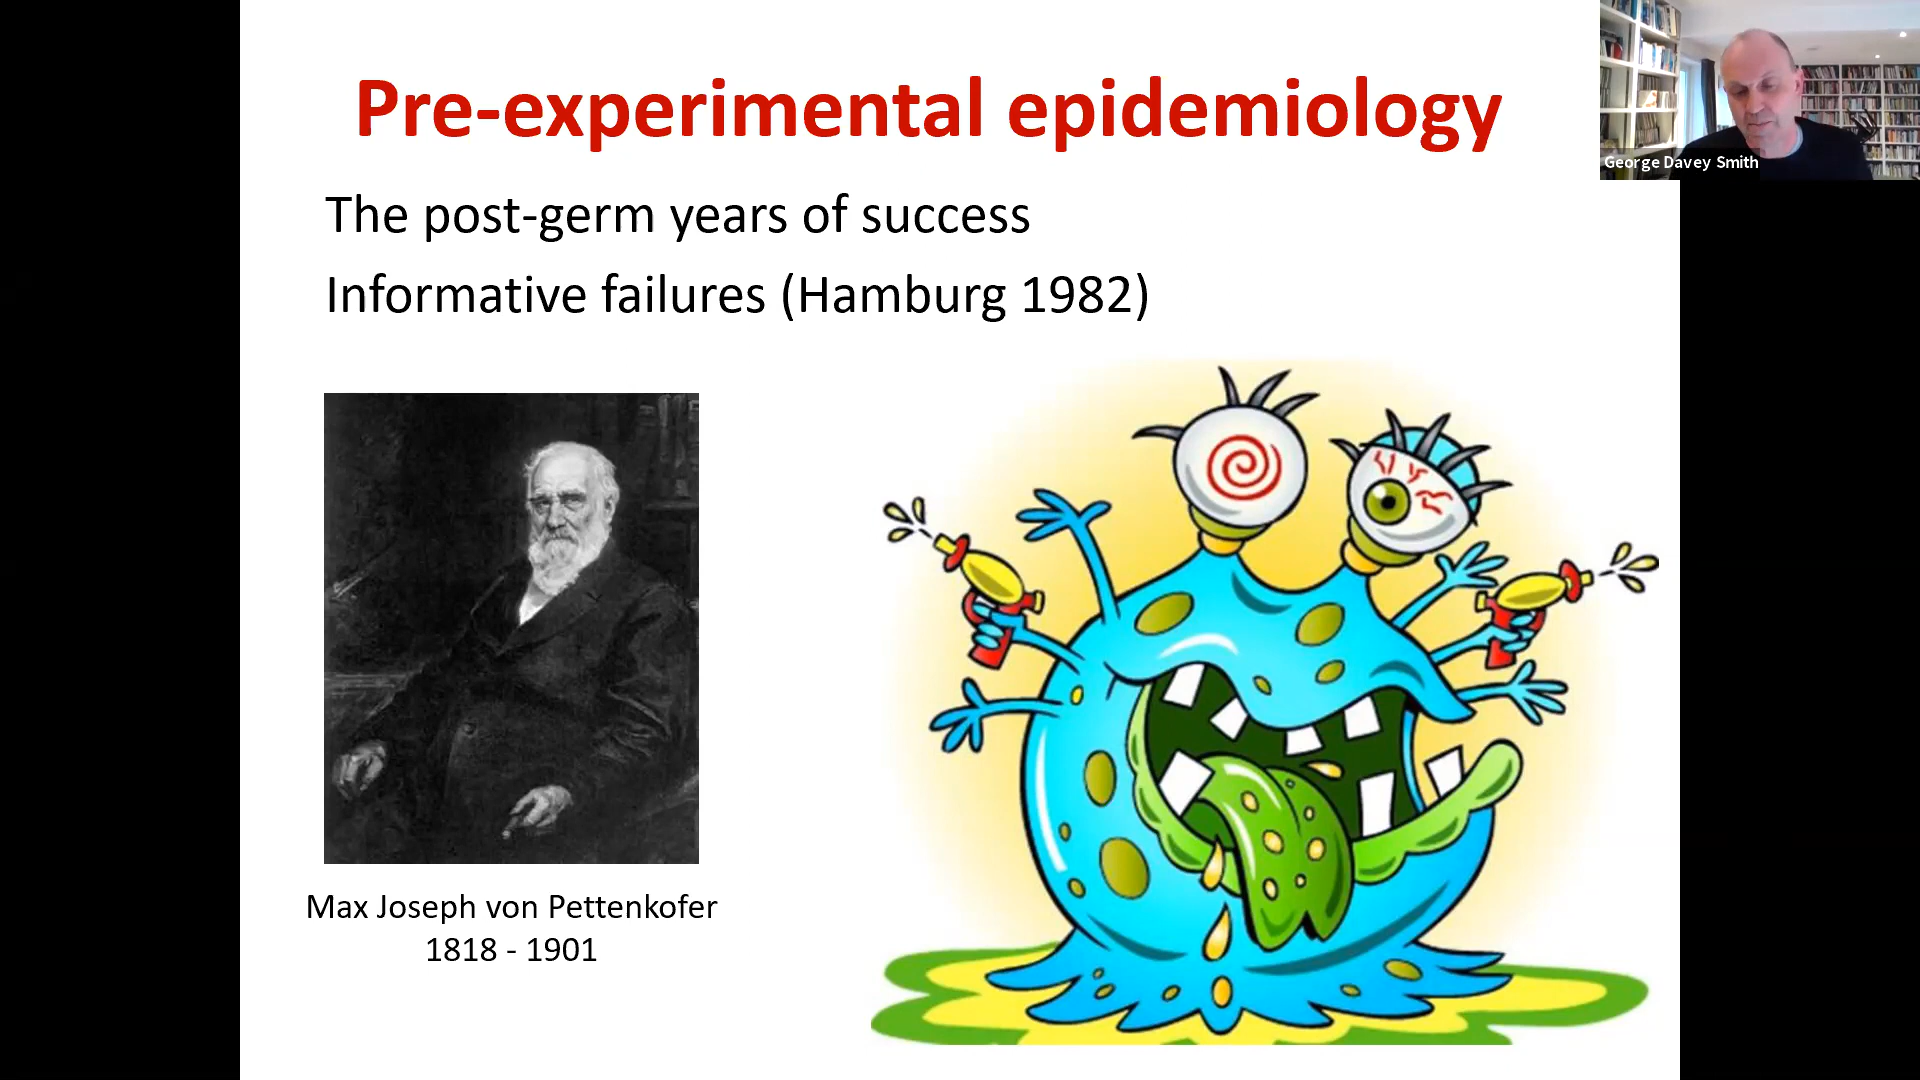 Pre-experimental epidemiology
George Davey Smith
The post-germ years of success
Informative failures (Hamburg 1982)
Max Joseph von Pettenkofer
1818 - 1901